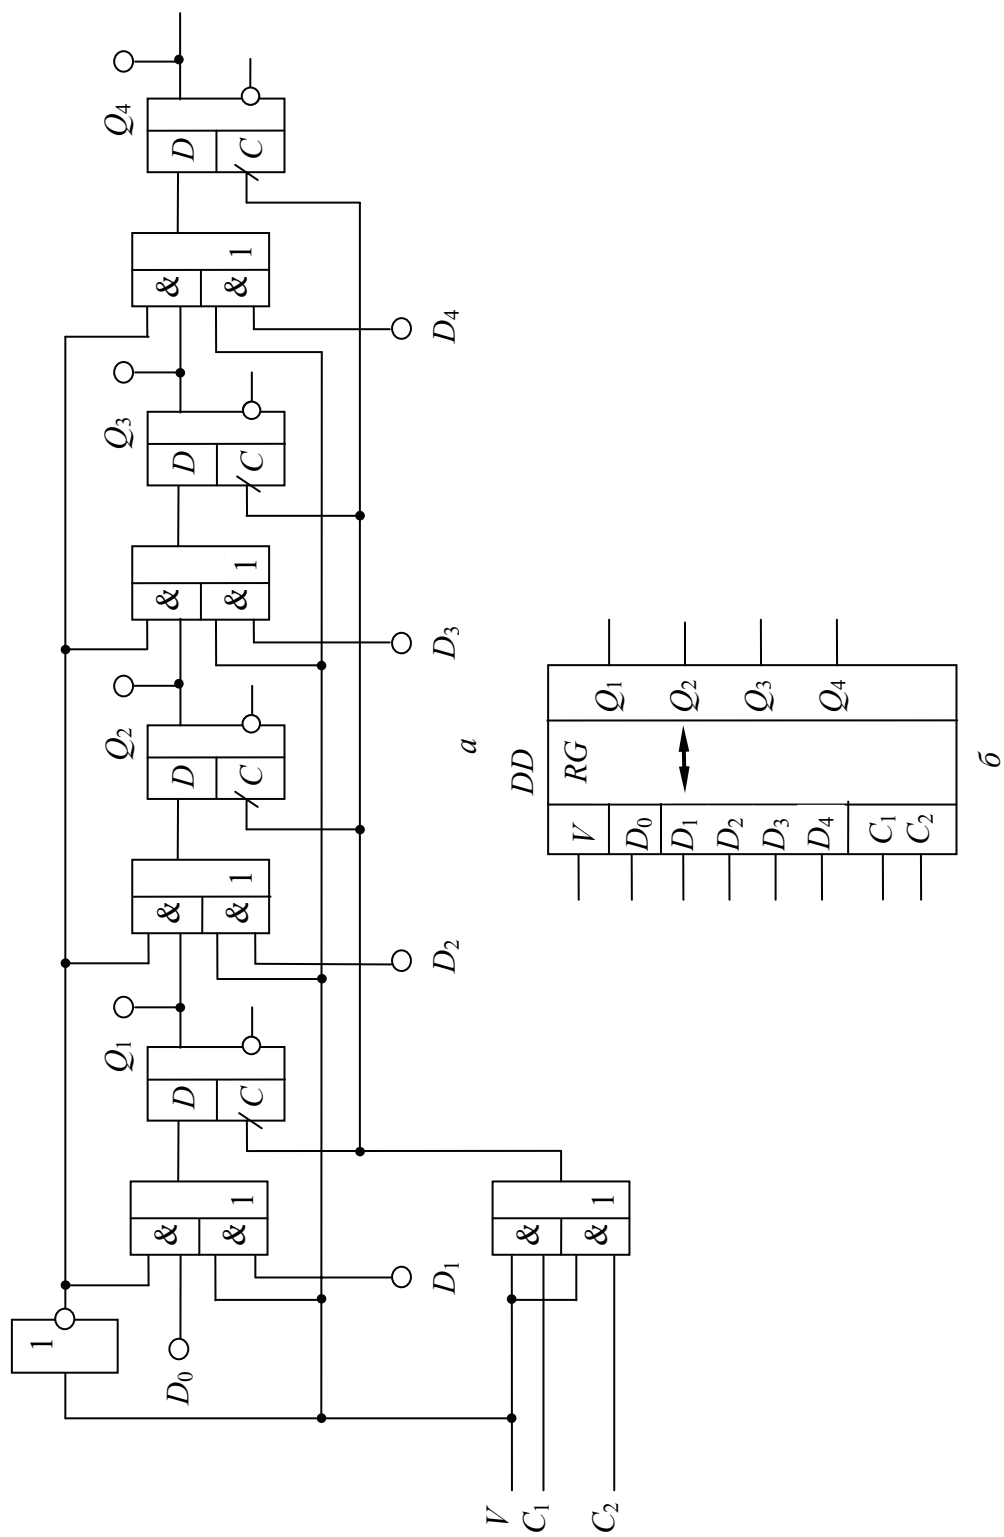 1
D₀
& 1
&
D₁
D
C
Q₁
& 1
&
D₂
D
C
Q₂
& 1
&
D₃
D
C
Q₃
& 1
&
D₄
D
C
Q₄
V
C₁
C₂
& 1
&
а
DD
V RG Q₁
D₀
D₁ Q₂
D₂
D₃ Q₃
D₄ Q₄
C₁
C₂
б